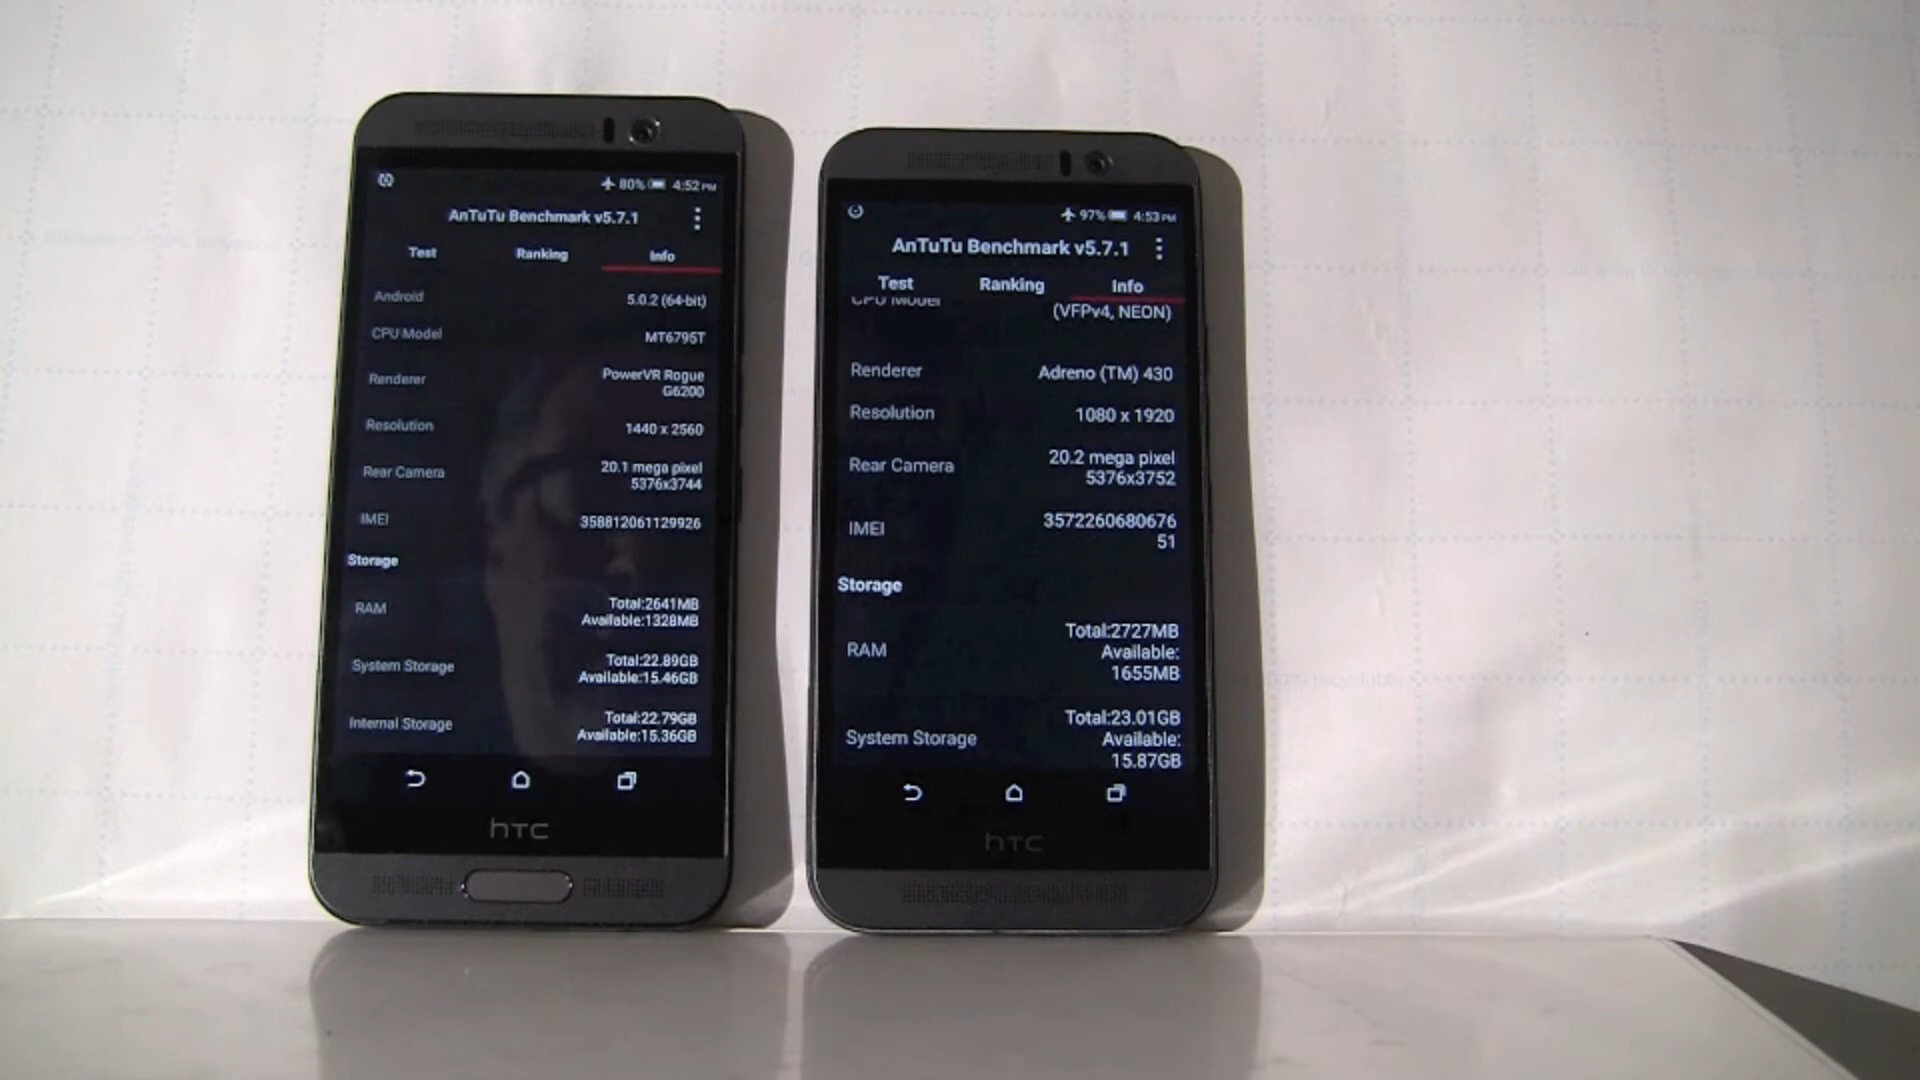 80% 4:52 PM
AnTuTu Benchmark v5.7.1
Test Ranking Info
Android 5.0.2 (64-bit)
CPU Model MT6795T
Renderer PowerVR Rogue
G6200
Resolution 1440 x 2560
Rear Camera 20.1 mega pixel
5376x3744
IMEI 358812061129926
Storage
RAM Total:2641MB
Available:1328MB
System Storage Total:22.89GB
Available:15.46GB
Internal Storage Total:22.79GB
Available:15.36GB
hTC
97% 4:53 PM
AnTuTu Benchmark v5.7.1
Test Ranking Info
CPU Model (VFPv4, NEON)
Renderer Adreno (TM) 430
Resolution 1080 x 1920
Rear Camera 20.2 mega pixel
5376x3752
IMEI 3572260680676
51
Storage
RAM Total:2727MB
Available:
1655MB
System Storage Total:23.01GB
Available:
15.87GB
hTC